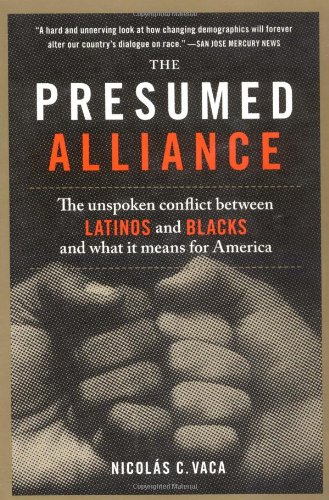 "A hard and unnerving look at how changing demographics will forever
alter our country's dialogue on race." —SAN JOSE MERCURY NEWS
THE
PRESUMED
ALLIANCE
The unspoken conflict between
LATINOS and BLACKS
and what it means for America
NICOLÁS C. VACA